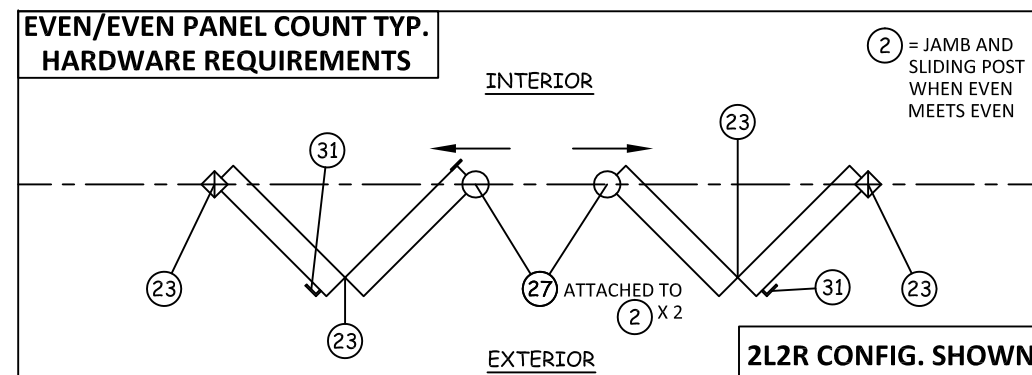 EVEN/EVEN PANEL COUNT TYP.
HARDWARE REQUIREMENTS
INTERIOR
2 = JAMB AND
SLIDING POST
WHEN EVEN
MEETS EVEN
23
31
23
23
27 ATTACHED TO
2 X 2
31
23
23
EXTERIOR
2L2R CONFIG. SHOWN